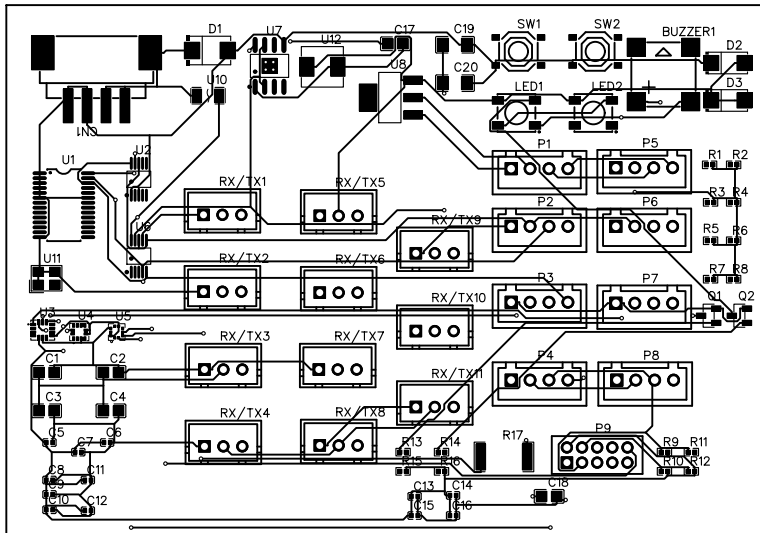 D1
U7
C17
C19
SW1
SW2
BUZZER1
U12
U8
D2
C20
U10
LED1
LED2
D3
CN1
U1
U2
P1
P5
R1 R2
RX/TX1
RX/TX5
R3 R4
P2
P6
RX/TX9
U6
R5 R6
U11
RX/TX2
RX/TX6
P3
P7
R7 R8
RX/TX10
Q1 Q2
U3 U4 U5
RX/TX3
RX/TX7
C1 C2
P4
P8
RX/TX11
C3 C4
RX/TX4
RX/TX8
C5
C6
C7
R13
R14
R17
P9
R9 R11
R15
R16
R10 R12
C8
C11
C9
C10
C12
C13
C14
C15
C16
C18